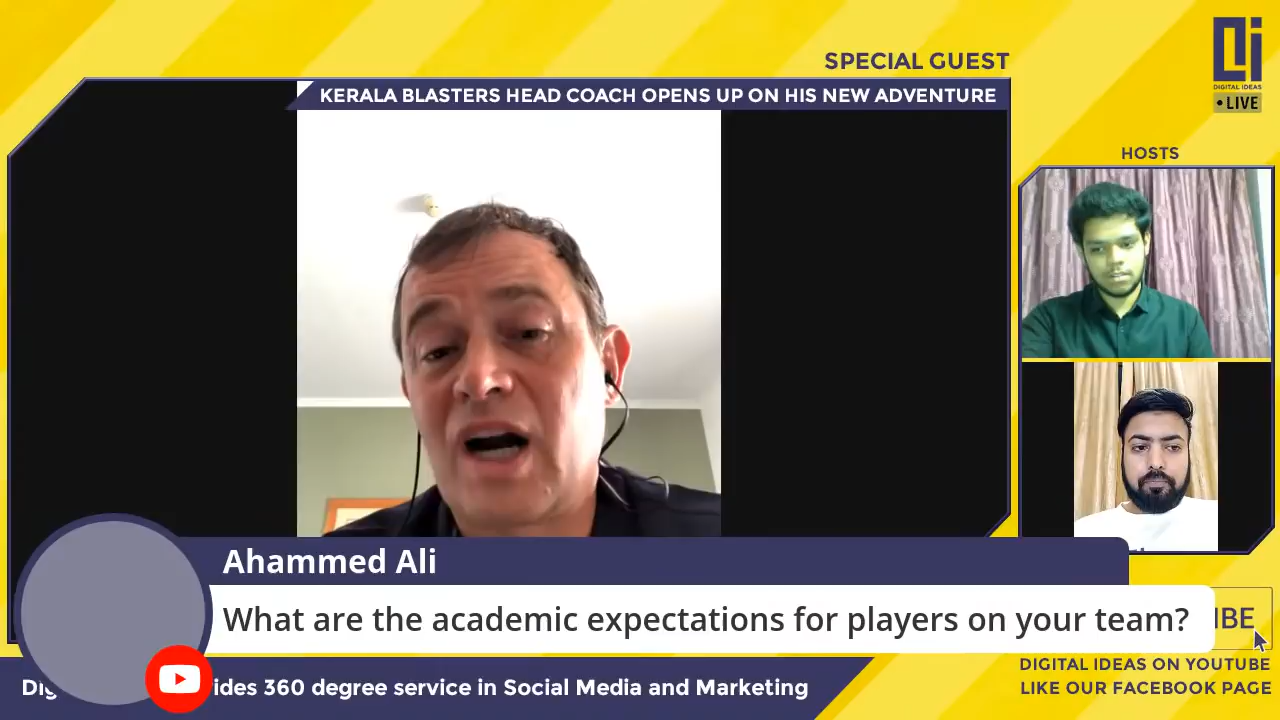 SPECIAL GUEST
KERALA BLASTERS HEAD COACH OPENS UP ON HIS NEW ADVENTURE
DIGITAL IDEAS
• LIVE
HOSTS
Ahammed Ali
What are the academic expectations for players on your team?
DIGITAL IDEAS ON YOUTUBE
LIKE OUR FACEBOOK PAGE
360 degree service in Social Media and Marketing